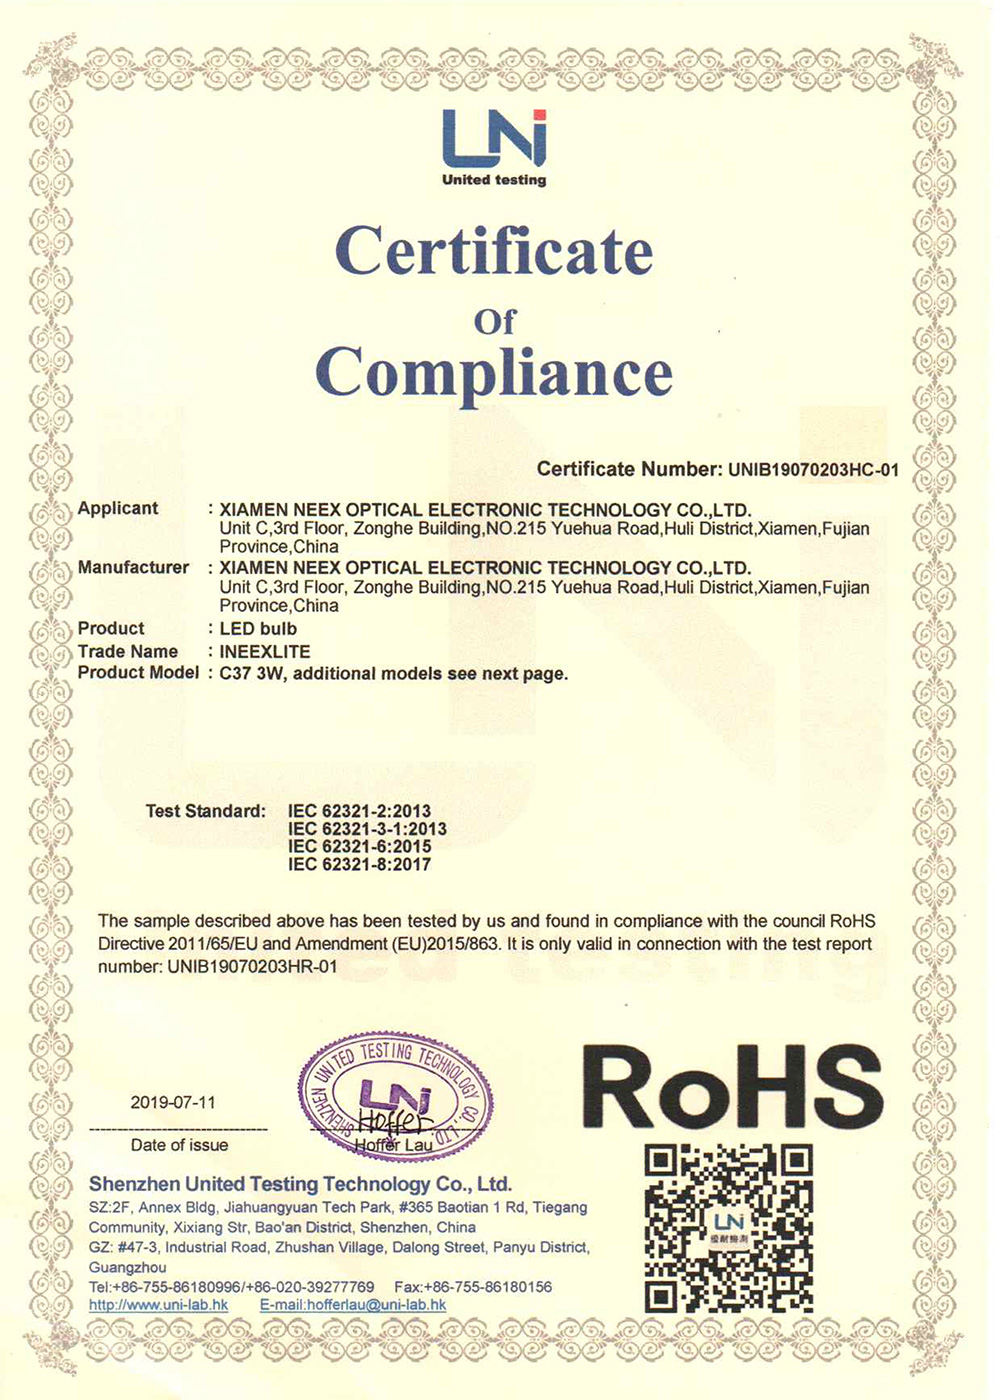 UNi
United testing
Certificate
Of
Compliance
Certificate Number: UNIB19070203HC-01
Applicant : XIAMEN NEEX OPTICAL ELECTRONIC TECHNOLOGY CO.,LTD.
Unit C,3rd Floor, Zonghe Building,NO.215 Yuehua Road,Huli District,Xiamen,Fujian
Province,China
Manufacturer : XIAMEN NEEX OPTICAL ELECTRONIC TECHNOLOGY CO.,LTD.
Unit C,3rd Floor, Zonghe Building,NO.215 Yuehua Road,Huli District,Xiamen,Fujian
Province,China
Product : LED bulb
Trade Name : INEEXLITE
Product Model : C37 3W, additional models see next page.
Test Standard: IEC 62321-2:2013
IEC 62321-3-1:2013
IEC 62321-6:2015
IEC 62321-8:2017
The sample described above has been tested by us and found in compliance with the council RoHS
Directive 2011/65/EU and Amendment (EU)2015/863. It is only valid in connection with the test report
number: UNIB19070203HR-01
SHENZHEN UNITED TESTING TECHNOLOGY CO., LTD.
UNi
Hoffer
2019-07-11
Date of issue
Hoffer Lau
RoHS
Shenzhen United Testing Technology Co., Ltd.
SZ:2F, Annex Bldg, Jiahuangyuan Tech Park, #365 Baotian 1 Rd, Tiegang
Community, Xixiang Str, Bao'an District, Shenzhen, China
GZ: #47-3, Industrial Road, Zhushan Village, Dalong Street, Panyu District,
Guangzhou
Tel:+86-755-86180996/+86-020-39277769 Fax:+86-755-86180156
http://www.uni-lab.hk E-mail:hofferlau@uni-lab.hk
UNi